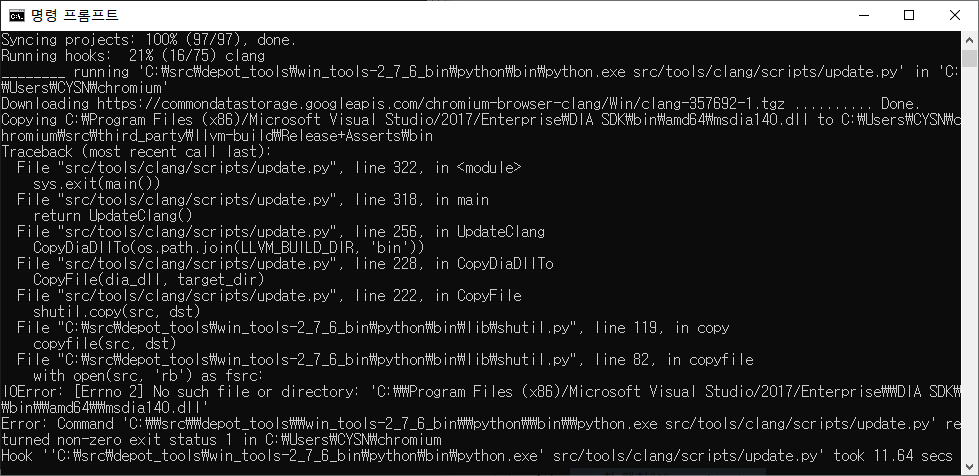 명령 프롬프트
Syncing projects: 100% (97/97), done.
Running hooks:  21% (16/75) clang
________ running 'C:₩src₩depot_tools₩win_tools-2_7_6_bin₩python₩bin₩python.exe src/tools/clang/scripts/update.py' in 'C:
₩Users₩CYSN₩chromium'
Downloading https://commondatastorage.googleapis.com/chromium-browser-clang/Win/clang-357692-1.tgz .......... Done.
Copying C:₩Program Files (x86)/Microsoft Visual Studio/2017/Enterprise₩DIA SDK₩bin₩amd64₩msdia140.dll to C:₩Users₩CYSN₩c
hromium₩src₩third_party₩llvm-build₩Release+Asserts₩bin
Traceback (most recent call last):
  File "src/tools/clang/scripts/update.py", line 322, in <module>
    sys.exit(main())
  File "src/tools/clang/scripts/update.py", line 318, in main
    return UpdateClang()
  File "src/tools/clang/scripts/update.py", line 256, in UpdateClang
    CopyDiaDllTo(os.path.join(LLVM_BUILD_DIR, 'bin'))
  File "src/tools/clang/scripts/update.py", line 228, in CopyDiaDllTo
    CopyFile(dia_dll, target_dir)
  File "src/tools/clang/scripts/update.py", line 222, in CopyFile
    shutil.copy(src, dst)
  File "C:₩src₩depot_tools₩win_tools-2_7_6_bin₩python₩bin₩lib₩shutil.py", line 119, in copy
    copyfile(src, dst)
  File "C:₩src₩depot_tools₩win_tools-2_7_6_bin₩python₩bin₩lib₩shutil.py", line 82, in copyfile
    with open(src, 'rb') as fsrc:
IOError: [Errno 2] No such file or directory: 'C:₩₩Program Files (x86)/Microsoft Visual Studio/2017/Enterprise₩₩DIA SDK₩
₩bin₩₩amd64₩₩msdia140.dll'
Error: Command 'C:₩₩src₩₩depot_tools₩₩win_tools-2_7_6_bin₩₩python₩₩bin₩₩python.exe src/tools/clang/scripts/update.py' re
turned non-zero exit status 1 in C:₩Users₩CYSN₩chromium
Hook ''C:₩src₩depot_tools₩win_tools-2_7_6_bin₩python₩bin₩python.exe' src/tools/clang/scripts/update.py' took 11.64 secs